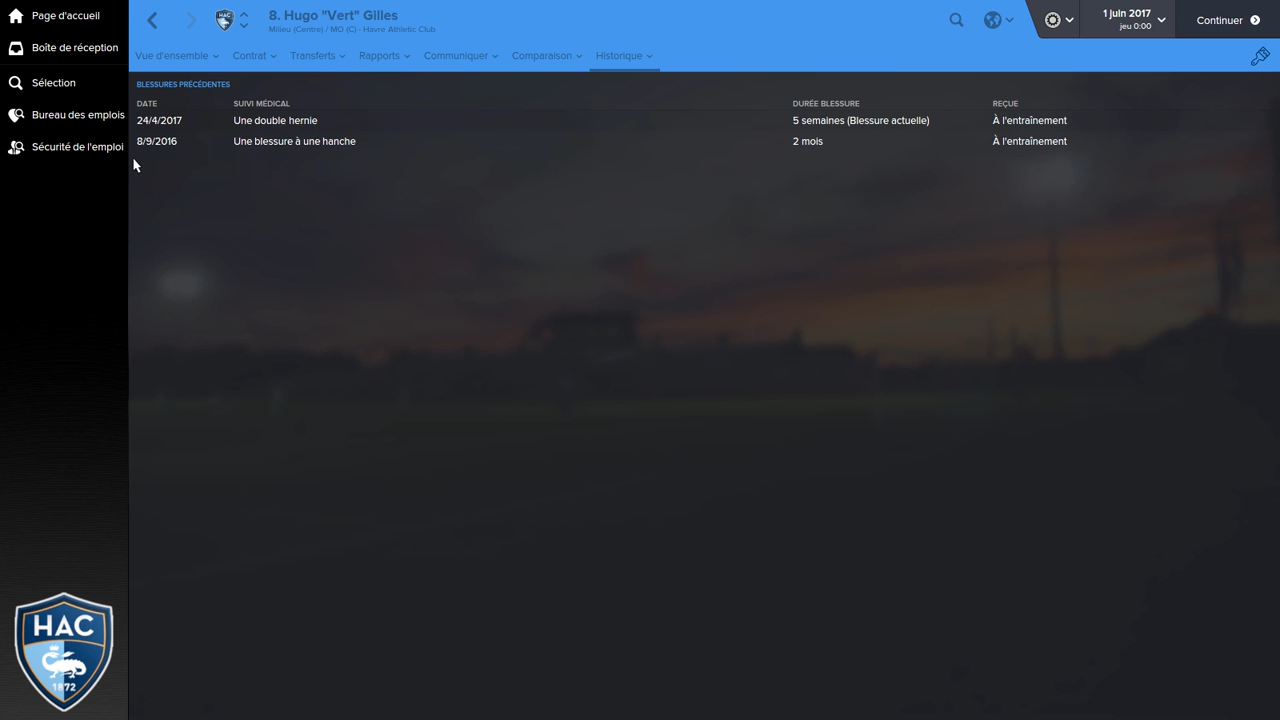 Page d'accueil
Boîte de réception
Sélection
Bureau des emplois
Sécurité de l'emploi
8. Hugo "Vert" Gilles
Milieu (Centre) / MO (C) - Havre Athletic Club
1 juin 2017
jeu 0:00
Continuer
Vue d'ensemble Contrat Transferts Rapports Communiquer Comparaison Historique
BLESSURES PRÉCÉDENTES
DATE SUIVI MÉDICAL DURÉE BLESSURE REÇUE
24/4/2017 Une double hernie 5 semaines (Blessure actuelle) À l'entraînement
8/9/2016 Une blessure à une hanche 2 mois À l'entraînement
HAC
1872